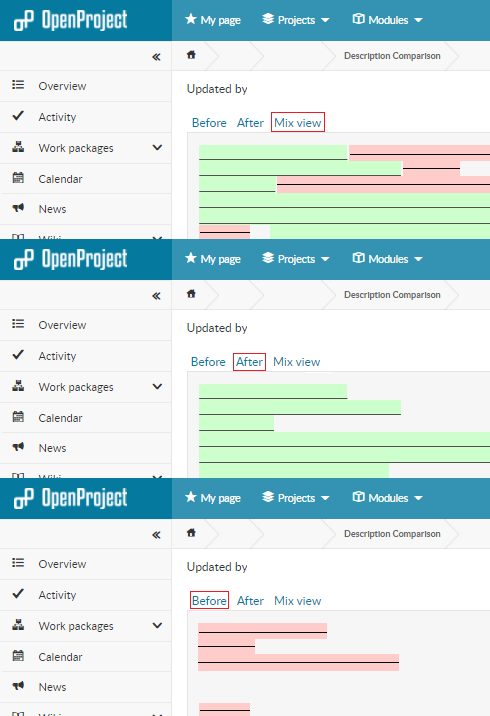 OpenProject My page Projects Modules
Description Comparison
Overview
Updated by
Activity
Before After Mix view
Work packages
Calendar
News
Wiki
OpenProject My page Projects Modules
Description Comparison
Overview
Updated by
Activity
Before After Mix view
Work packages
Calendar
News
Wiki
OpenProject My page Projects Modules
Description Comparison
Overview
Updated by
Activity
Before After Mix view
Work packages
Calendar
News
Wiki